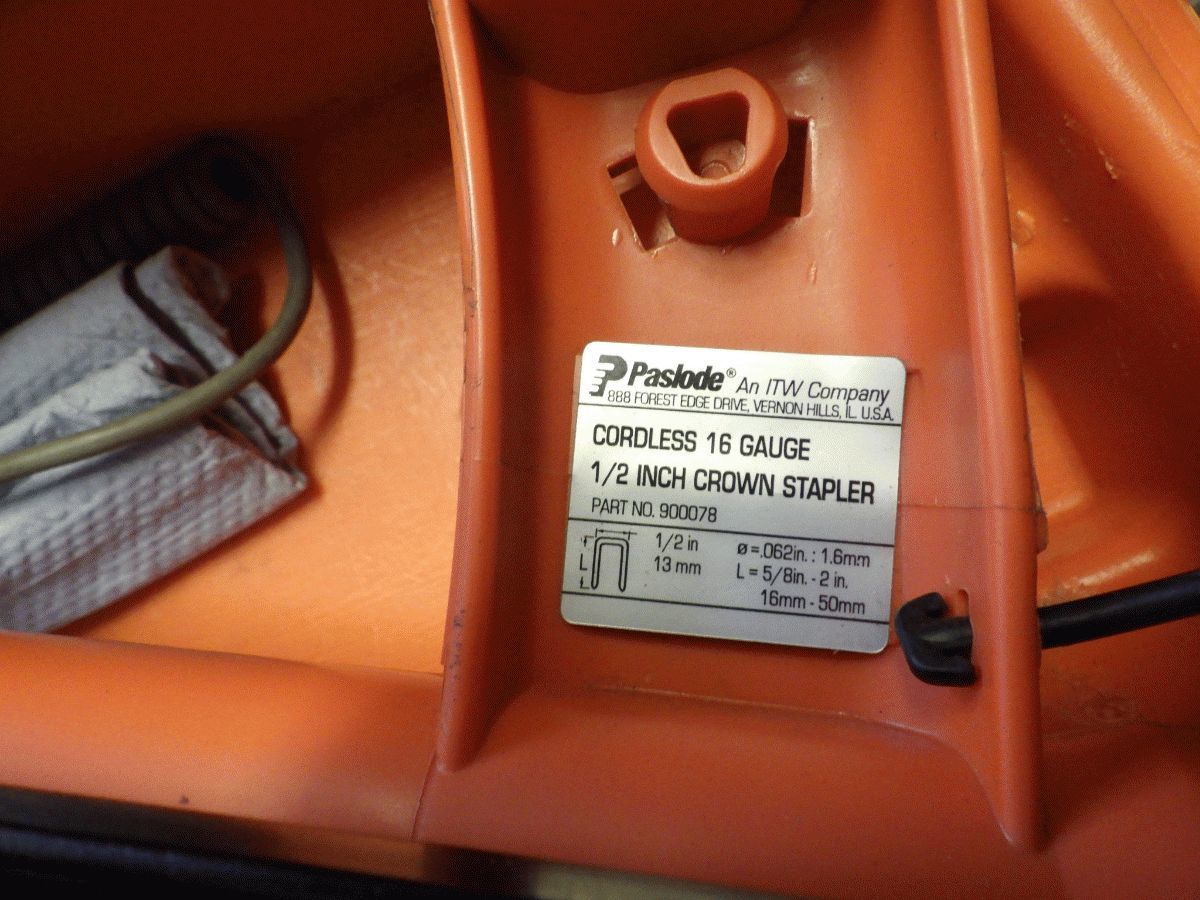 Paslode® An ITW Company
888 FOREST EDGE DRIVE, VERNON HILLS, IL U.S.A.
CORDLESS 16 GAUGE
1/2 INCH CROWN STAPLER
PART NO. 900078
1/2 in ø=.062in. : 1.6mm
L 13 mm L = 5/8in. - 2 in.
16mm - 50mm